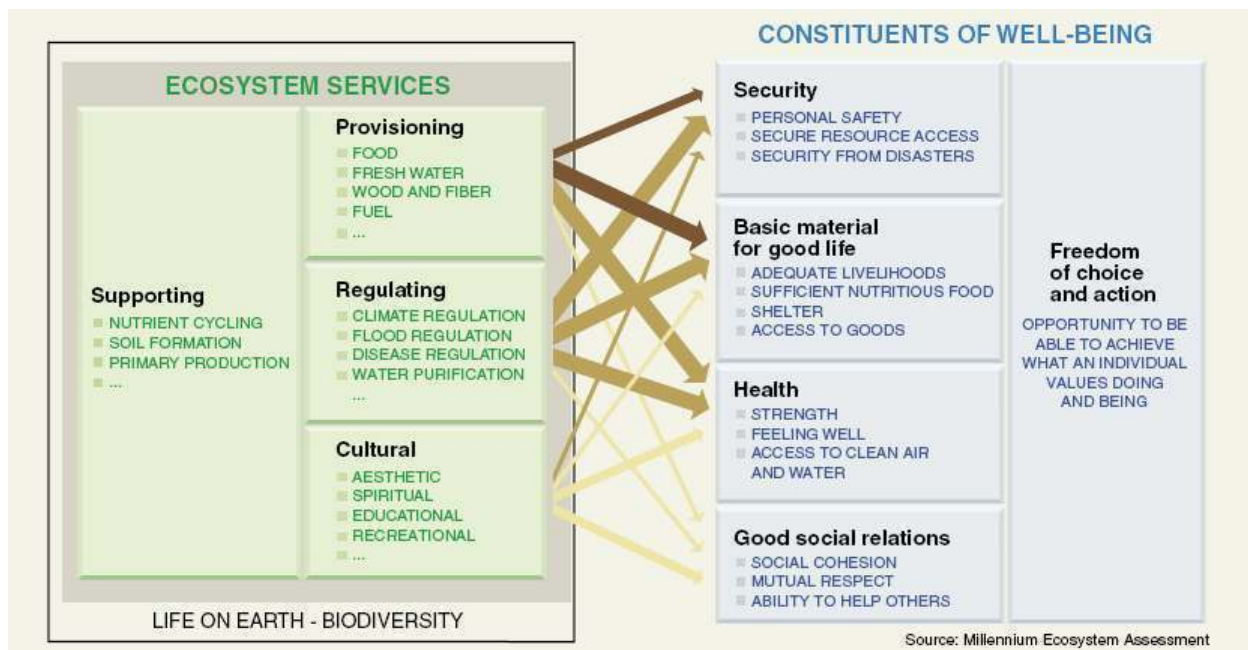 CONSTITUENTS OF WELL-BEING
ECOSYSTEM SERVICES
Supporting
NUTRIENT CYCLING
SOIL FORMATION
PRIMARY PRODUCTION
...
Provisioning
FOOD
FRESH WATER
WOOD AND FIBER
FUEL
...
Regulating
CLIMATE REGULATION
FLOOD REGULATION
DISEASE REGULATION
WATER PURIFICATION
...
Cultural
AESTHETIC
SPIRITUAL
EDUCATIONAL
RECREATIONAL
...
LIFE ON EARTH - BIODIVERSITY
Security
PERSONAL SAFETY
SECURE RESOURCE ACCESS
SECURITY FROM DISASTERS
Basic material
for good life
ADEQUATE LIVELIHOODS
SUFFICIENT NUTRITIOUS FOOD
SHELTER
ACCESS TO GOODS
Health
STRENGTH
FEELING WELL
ACCESS TO CLEAN AIR
AND WATER
Good social relations
SOCIAL COHESION
MUTUAL RESPECT
ABILITY TO HELP OTHERS
Freedom
of choice
and action
OPPORTUNITY TO BE
ABLE TO ACHIEVE
WHAT AN INDIVIDUAL
VALUES DOING
AND BEING
Source: Millennium Ecosystem Assessment